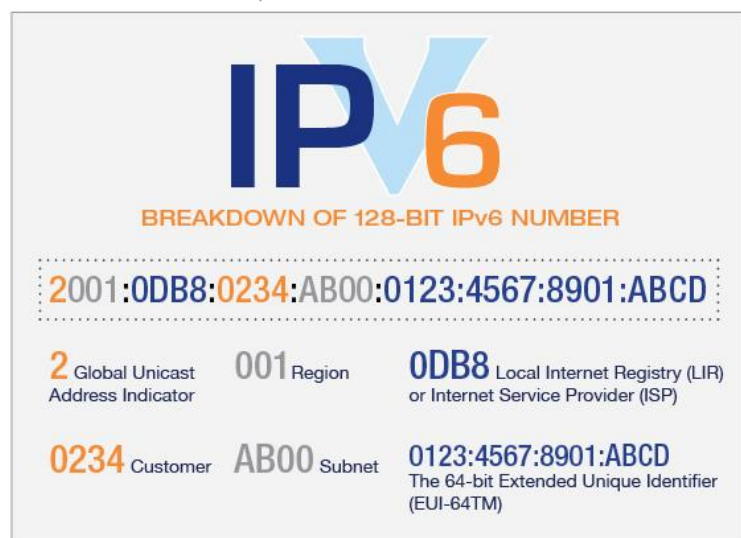 IPV6
BREAKDOWN OF 128-BIT IPv6 NUMBER
2001:0DB8:0234:AB00:0123:4567:8901:ABCD
2 Global Unicast
Address Indicator
001 Region
0DB8 Local Internet Registry (LIR)
or Internet Service Provider (ISP)
0234 Customer
AB00 Subnet
0123:4567:8901:ABCD
The 64-bit Extended Unique Identifier
(EUI-64TM)